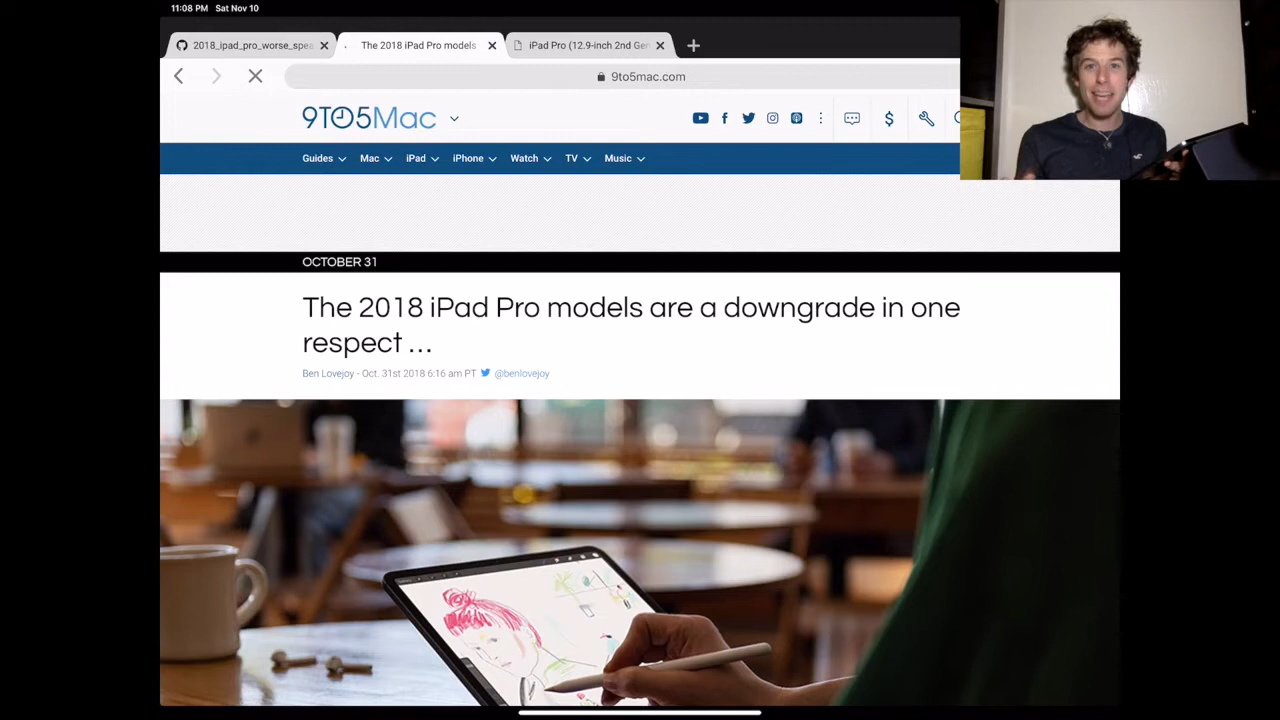 11:08 PM Sat Nov 10
2018_ipad_pro_worse_spea
The 2018 iPad Pro models
iPad Pro (12.9-inch 2nd Gen
9to5mac.com
9TO5Mac
Guides Mac iPad iPhone Watch TV Music
OCTOBER 31
The 2018 iPad Pro models are a downgrade in one
respect ...
Ben Lovejoy - Oct. 31st 2018 6:16 am PT @benlovejoy